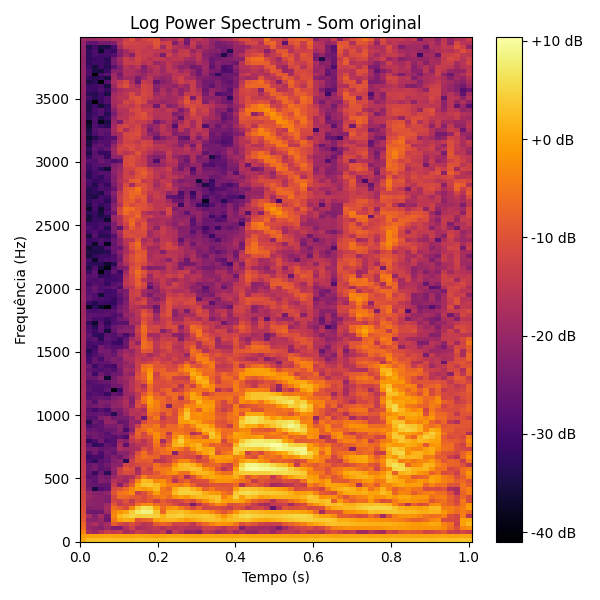 Log Power Spectrum - Som original
+10 dB
+0 dB
-10 dB
-20 dB
-30 dB
-40 dB
3500
3000
2500
2000
1500
1000
500
0
Frequência (Hz)
0.0 0.2 0.4 0.6 0.8 1.0
Tempo (s)